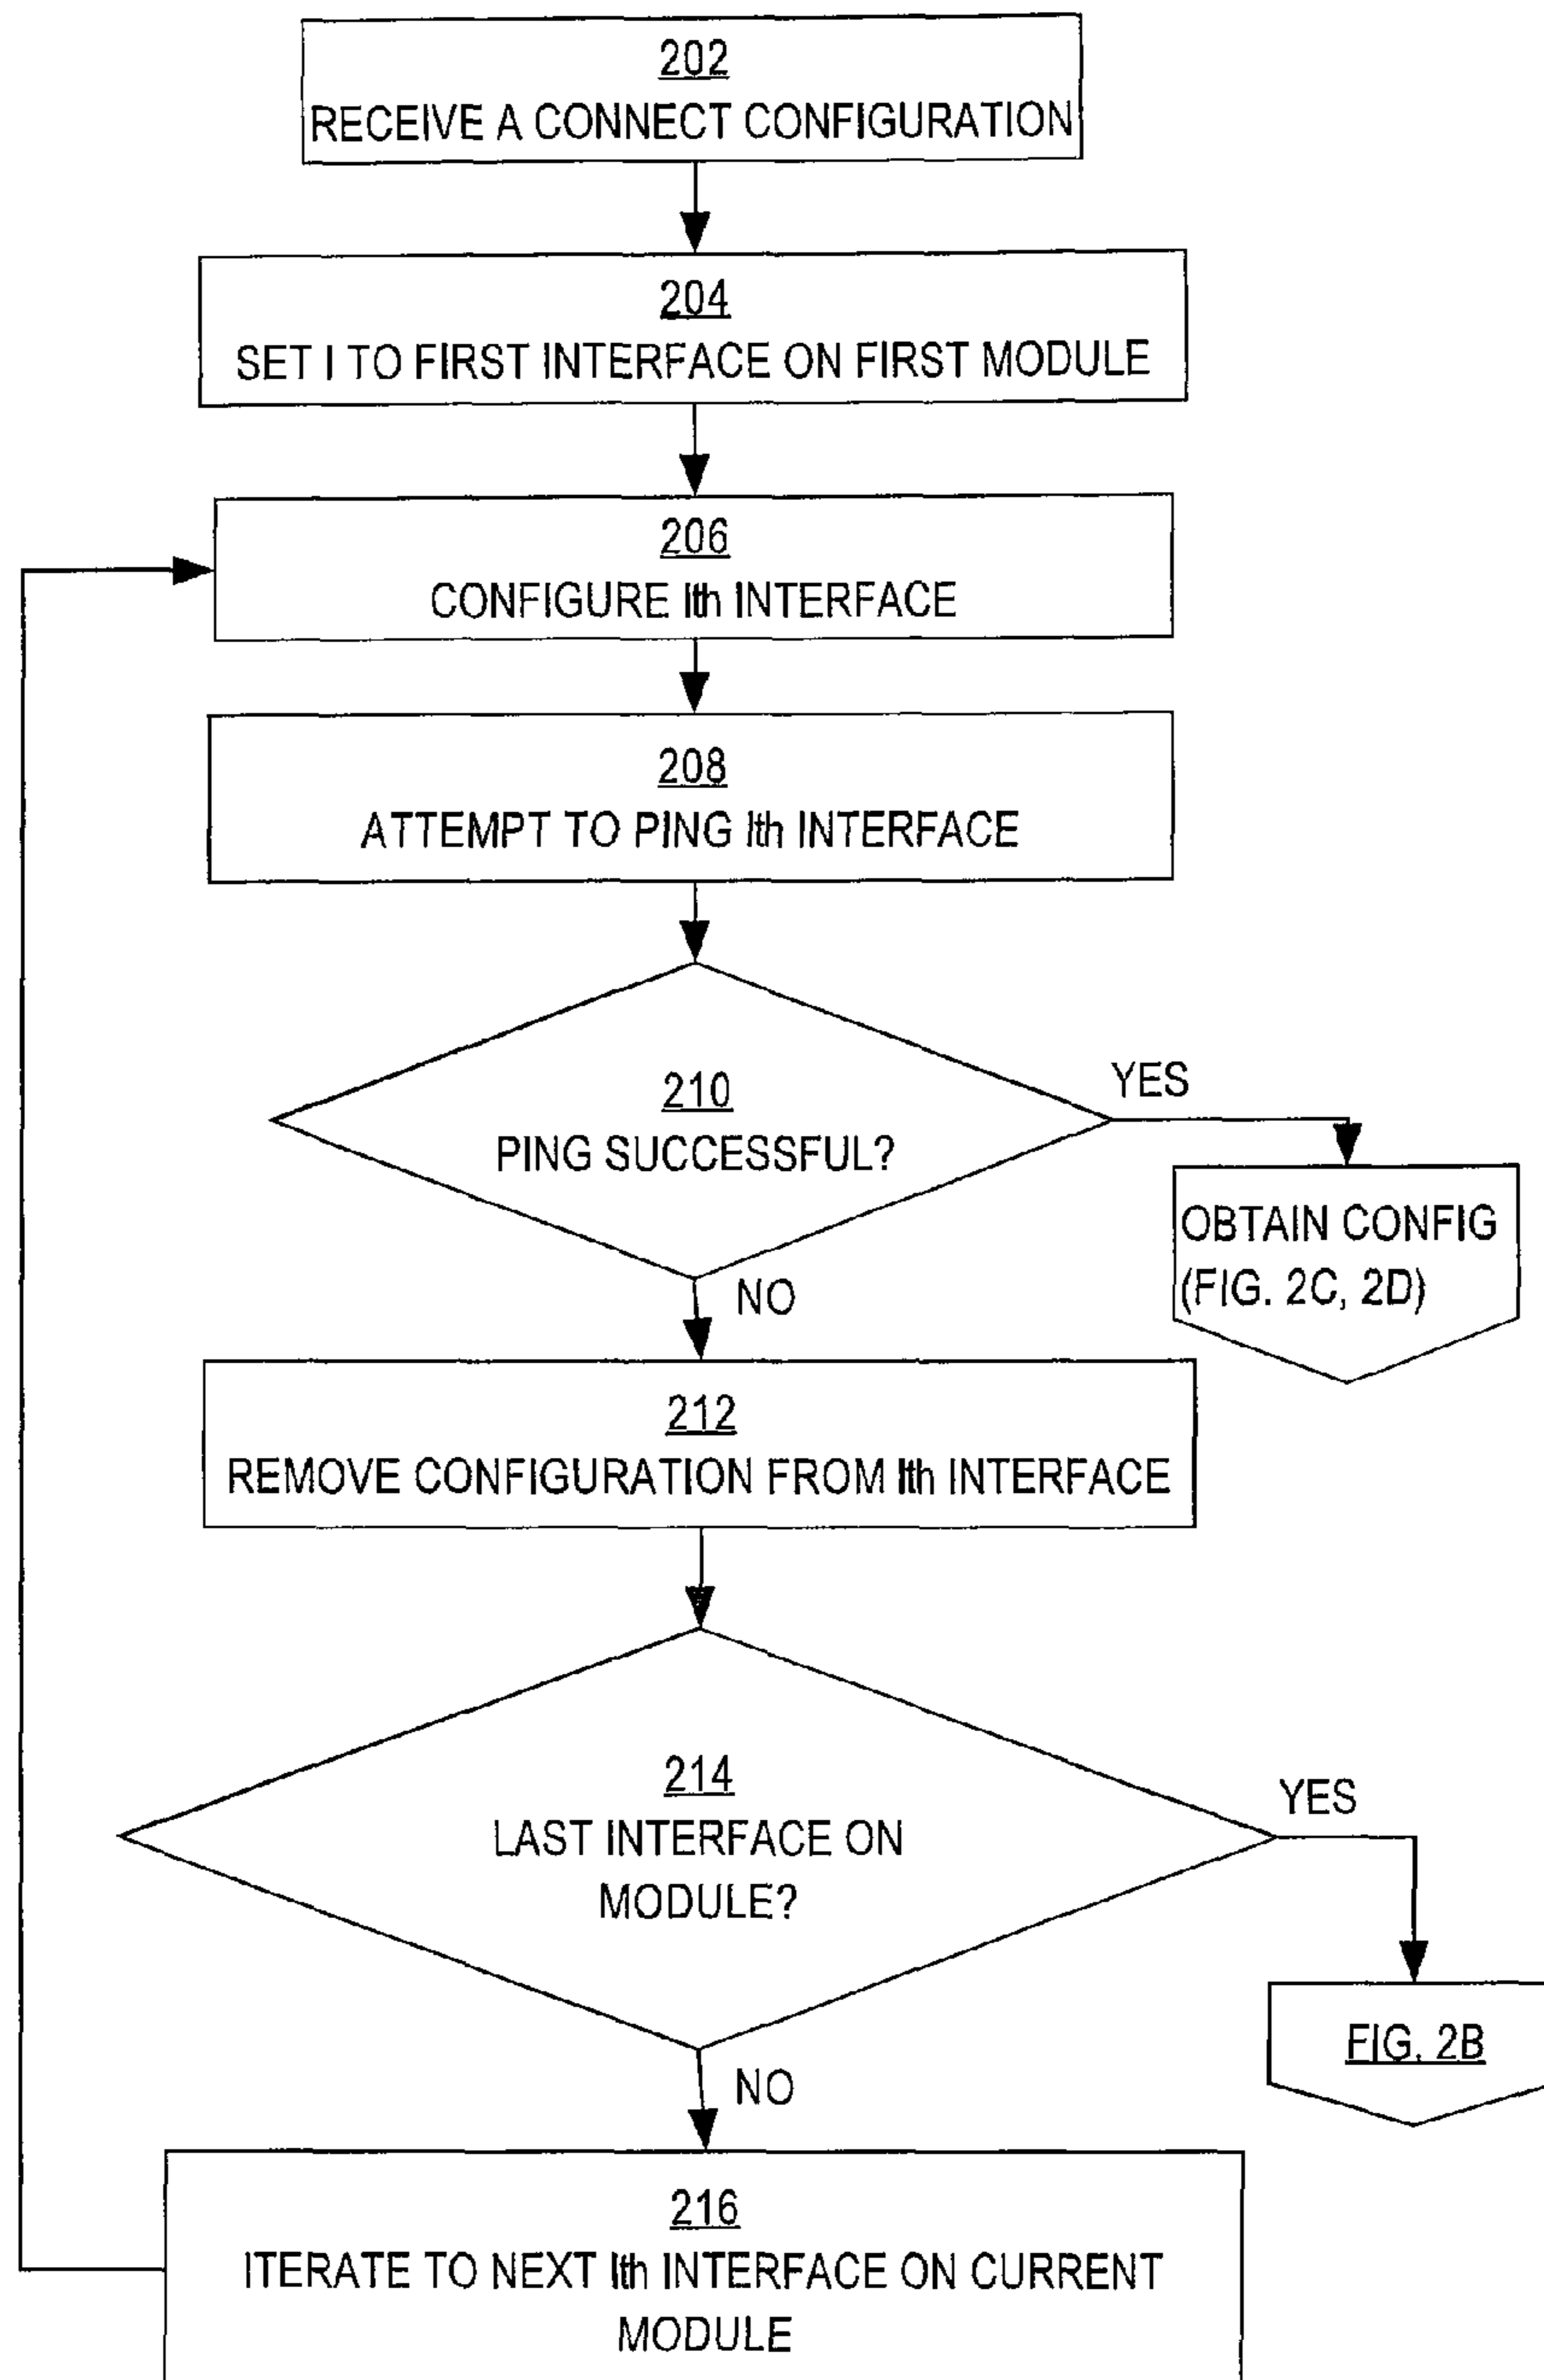 202
RECEIVE A CONNECT CONFIGURATION
204
SET I TO FIRST INTERFACE ON FIRST MODULE
206
CONFIGURE Ith INTERFACE
208
ATTEMPT TO PING Ith INTERFACE
210
PING SUCCESSFUL?
YES
OBTAIN CONFIG
(FIG. 2C, 2D)
NO
212
REMOVE CONFIGURATION FROM Ith INTERFACE
214
LAST INTERFACE ON
MODULE?
YES
FIG. 2B
NO
216
ITERATE TO NEXT Ith INTERFACE ON CURRENT
MODULE